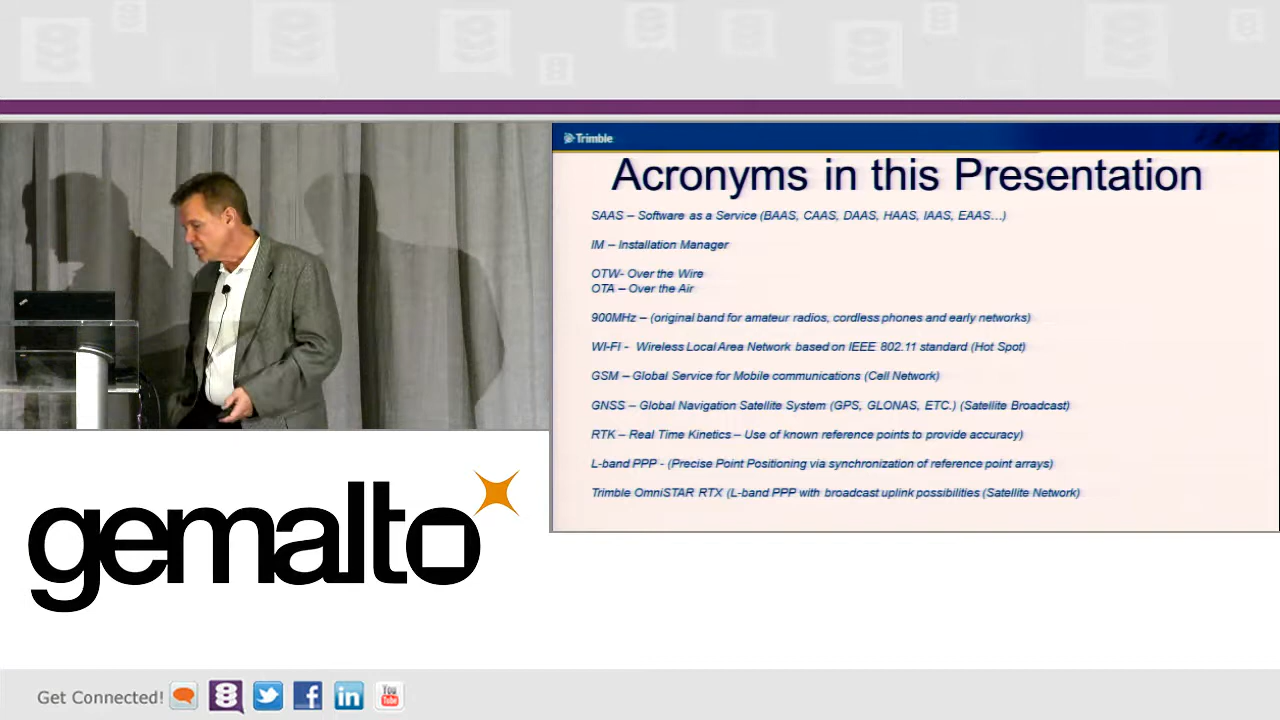 Trimble
Acronyms in this Presentation
SAAS – Software as a Service (BAAS, CAAS, DAAS, HAAS, IAAS, EAAS...)
IM – Installation Manager
OTW- Over the Wire
OTA – Over the Air
900MHz – (original band for amateur radios, cordless phones and early networks)
WI-FI - Wireless Local Area Network based on IEEE 802.11 standard (Hot Spot)
GSM – Global Service for Mobile communications (Cell Network)
GNSS – Global Navigation Satellite System (GPS, GLONAS, ETC.) (Satellite Broadcast)
RTK – Real Time Kinetics – Use of known reference points to provide accuracy)
L-band PPP - (Precise Point Positioning via synchronization of reference point arrays)
Trimble OmniSTAR RTX (L-band PPP with broadcast uplink possibilities (Satellite Network)
gemalto
Get Connected!
You
Tube